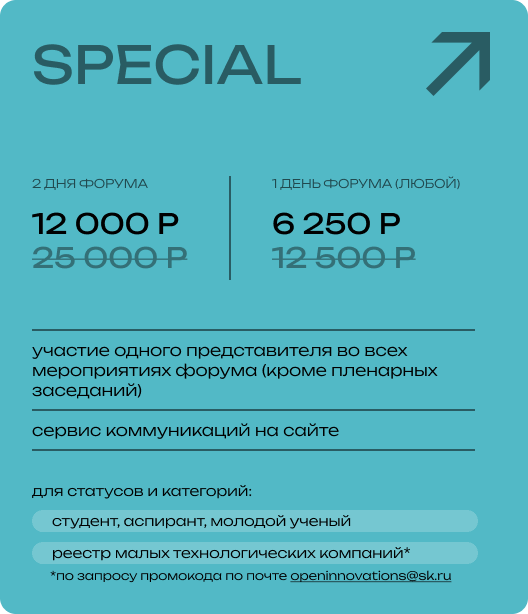 SPECIAL
2 ДНЯ ФОРУМА
12 000 Р
25 000 Р
1 ДЕНЬ ФОРУМА (ЛЮБОЙ)
6 250 Р
12 500 Р
участие одного представителя во всех
мероприятиях форума (кроме пленарных
заседаний)
сервис коммуникаций на сайте
для статусов и категорий:
студент, аспирант, молодой ученый
реестр малых технологических компаний*
*по запросу промокода по почте openinnovations@sk.ru